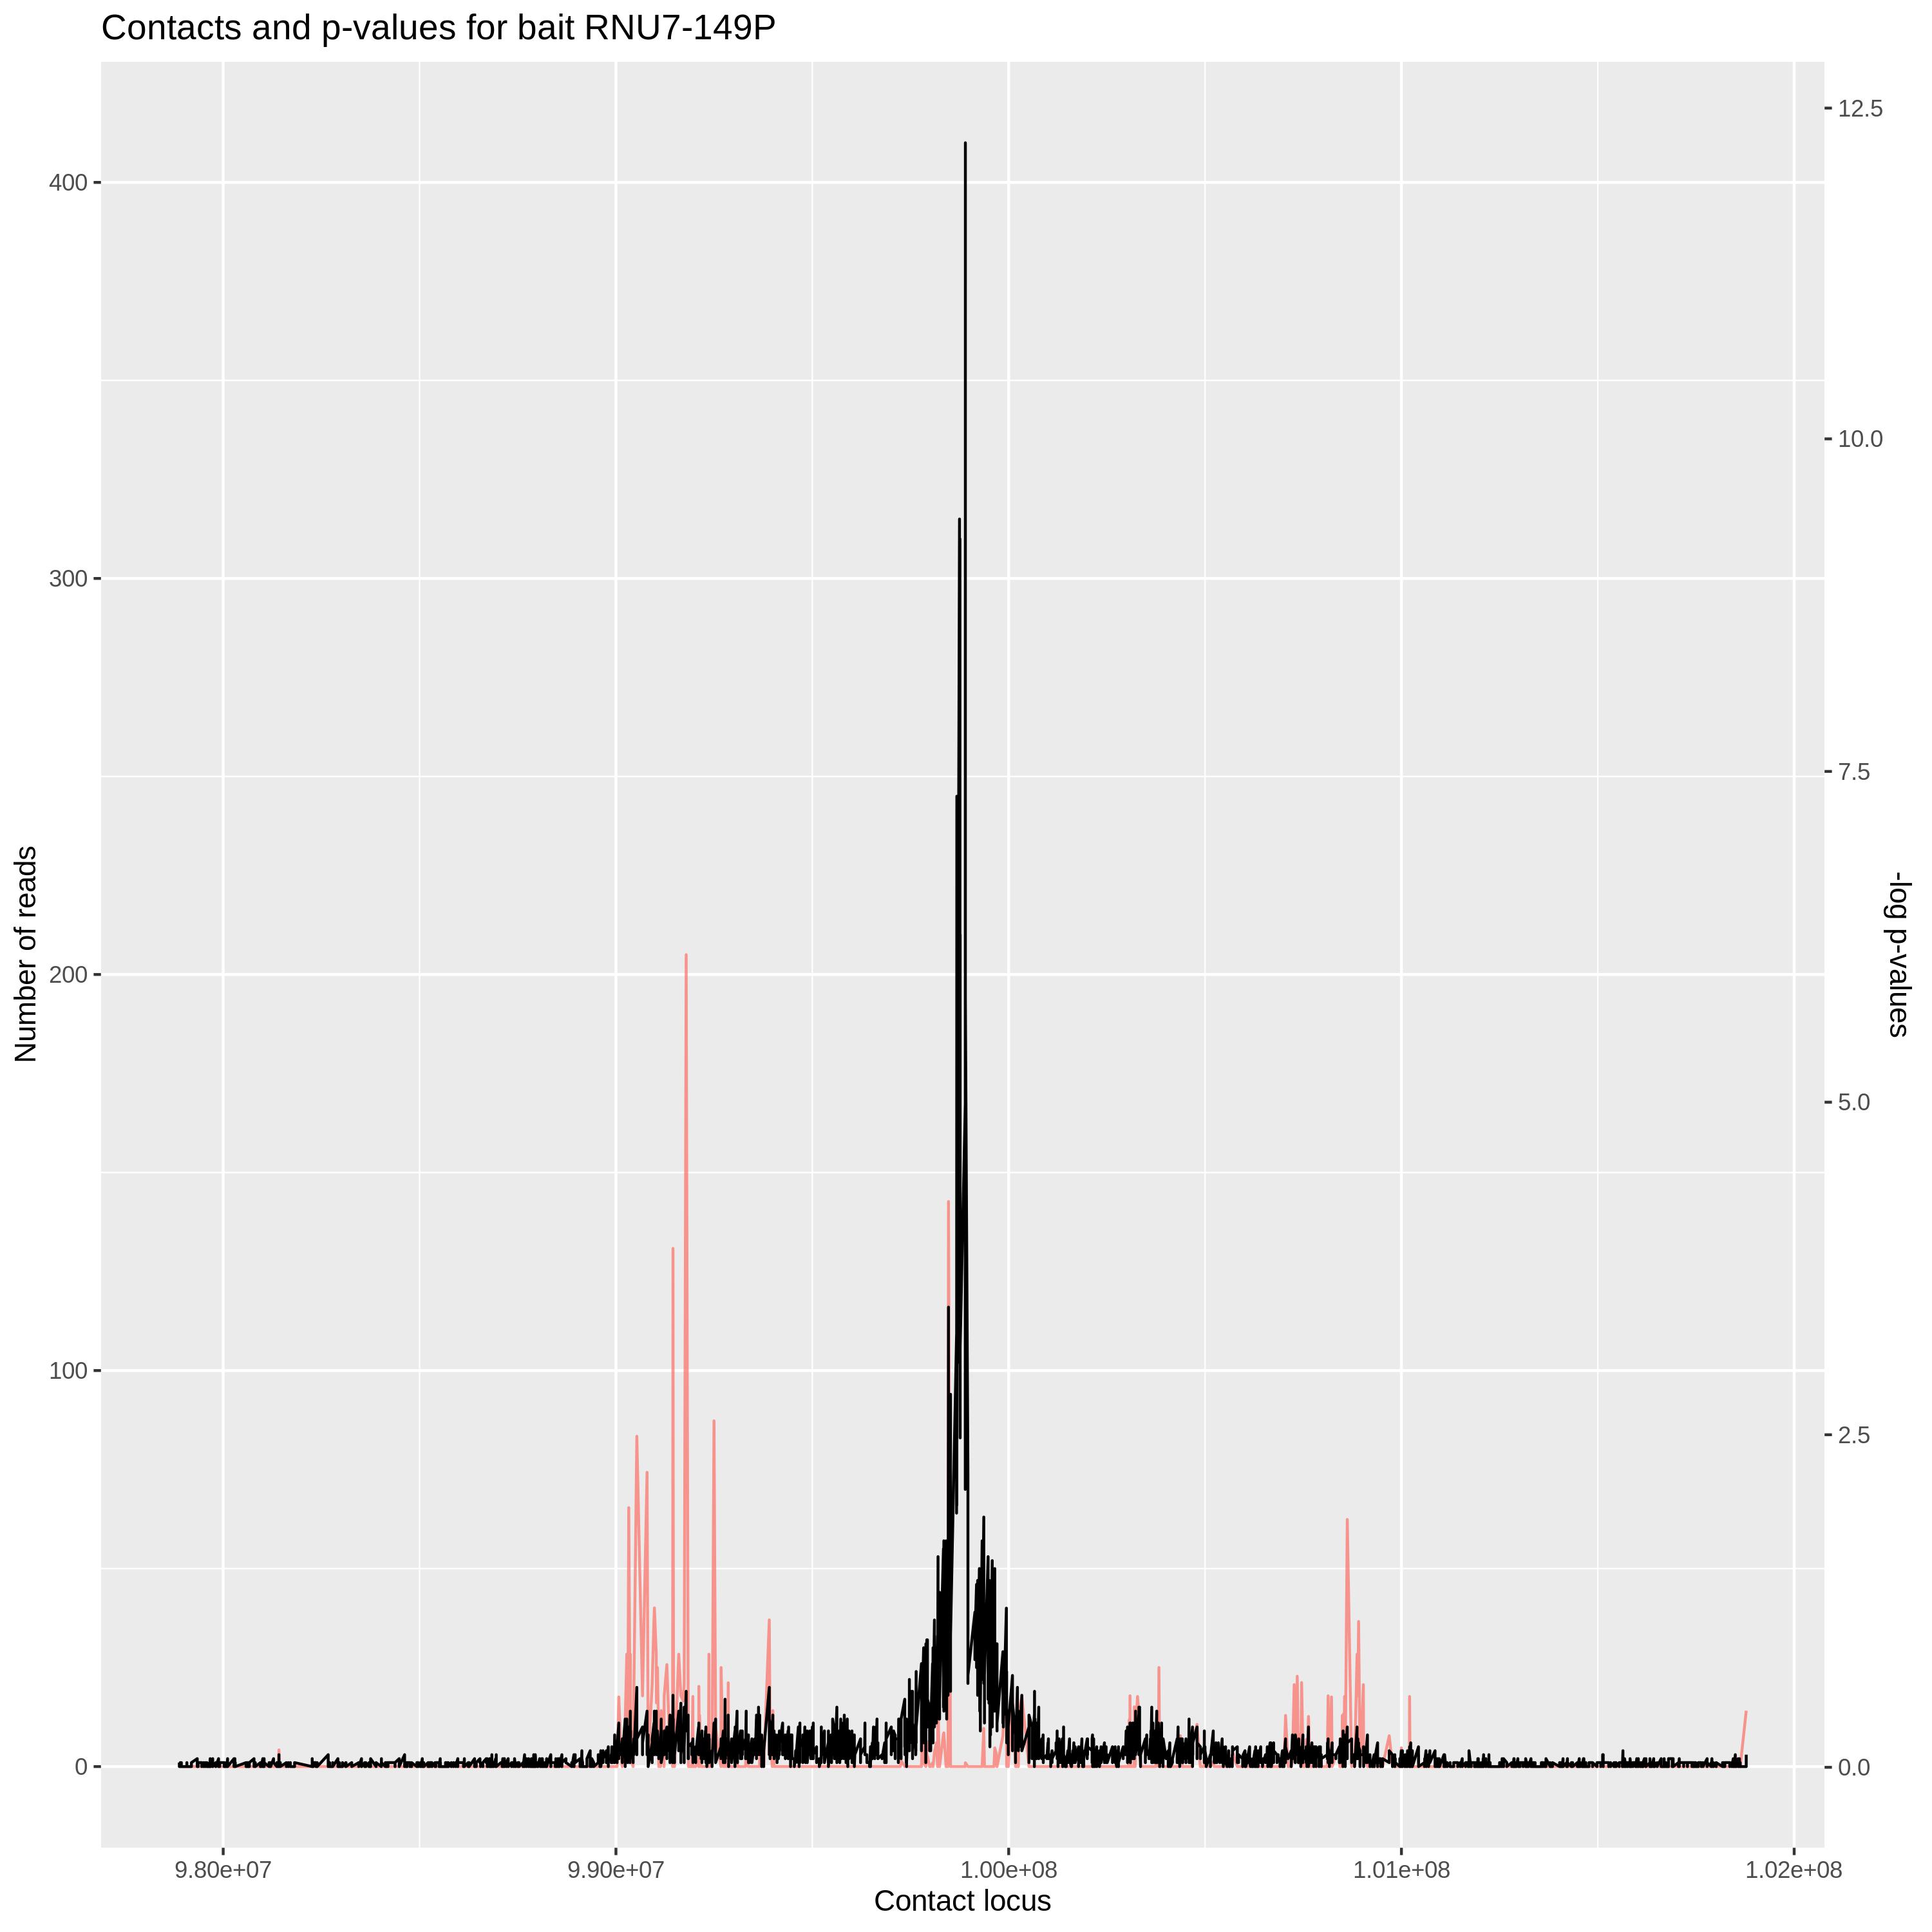 Contacts and p-values for bait RNU7-149P
400
300
200
100
0
Number of reads
12.5
10.0
7.5
5.0
2.5
0.0
-log p-values
9.80e+07
9.90e+07
1.00e+08
1.01e+08
1.02e+08
Contact locus